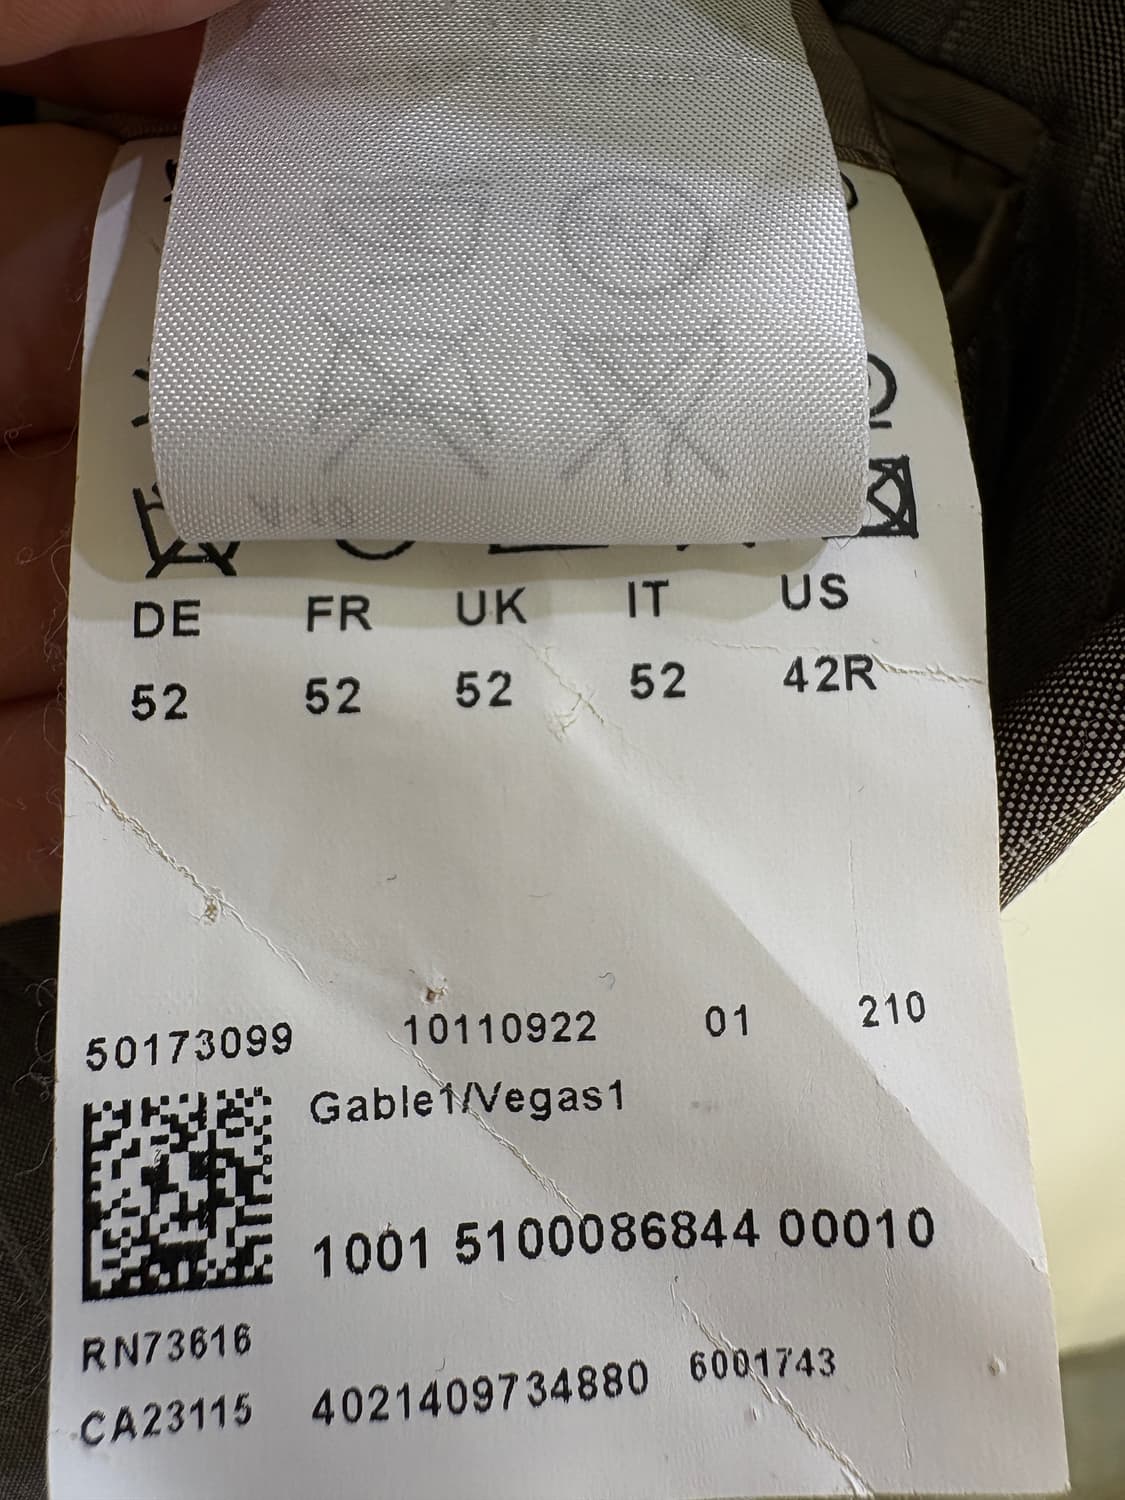 DE FR UK IT US
52 52 52 52 42R
50173099 10110922 01 210
Gable1/Vegas1
1001 5100086844 00010
RN73616
CA23115 4021409734880 6001743